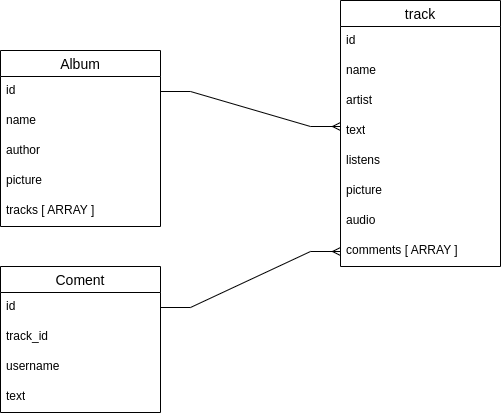 Album
id
name
author
picture
tracks [ ARRAY ]
track
id
name
artist
text
listens
picture
audio
comments [ ARRAY ]
Coment
id
track_id
username
text